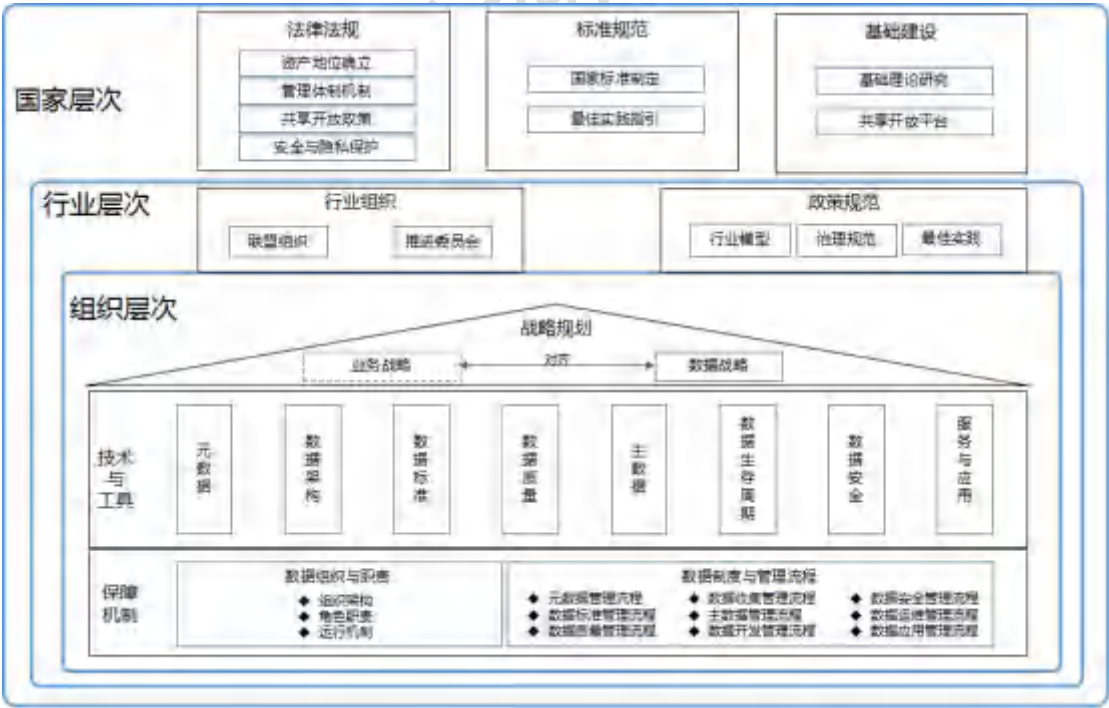 国家层次
法律法规
资产地位确立
管理体制机制
共享开放政策
安全与隐私保护
标准规范
国家标准制定
最佳实践指引
基础建设
基础理论研究
共享开放平台
行业层次
行业组织
联盟组织
推进委员会
政策规范
行业模型
治理规范
最佳实践
组织层次
战略规划
业务战略
对齐
数据战略
技术
与
工具
元数据
数据架构
数据标准
数据质量
主数据
数据生存周期
数据安全
服务与应用
保障
机制
数据组织与职责
◆ 组织架构
◆ 角色职责
◆ 运行机制
数据制度与管理流程
◆ 元数据管理流程
◆ 数据标准管理流程
◆ 数据质量管理流程
◆ 数据收集管理流程
◆ 主数据管理流程
◆ 数据开发管理流程
◆ 数据安全管理流程
◆ 数据运维管理流程
◆ 数据应用管理流程